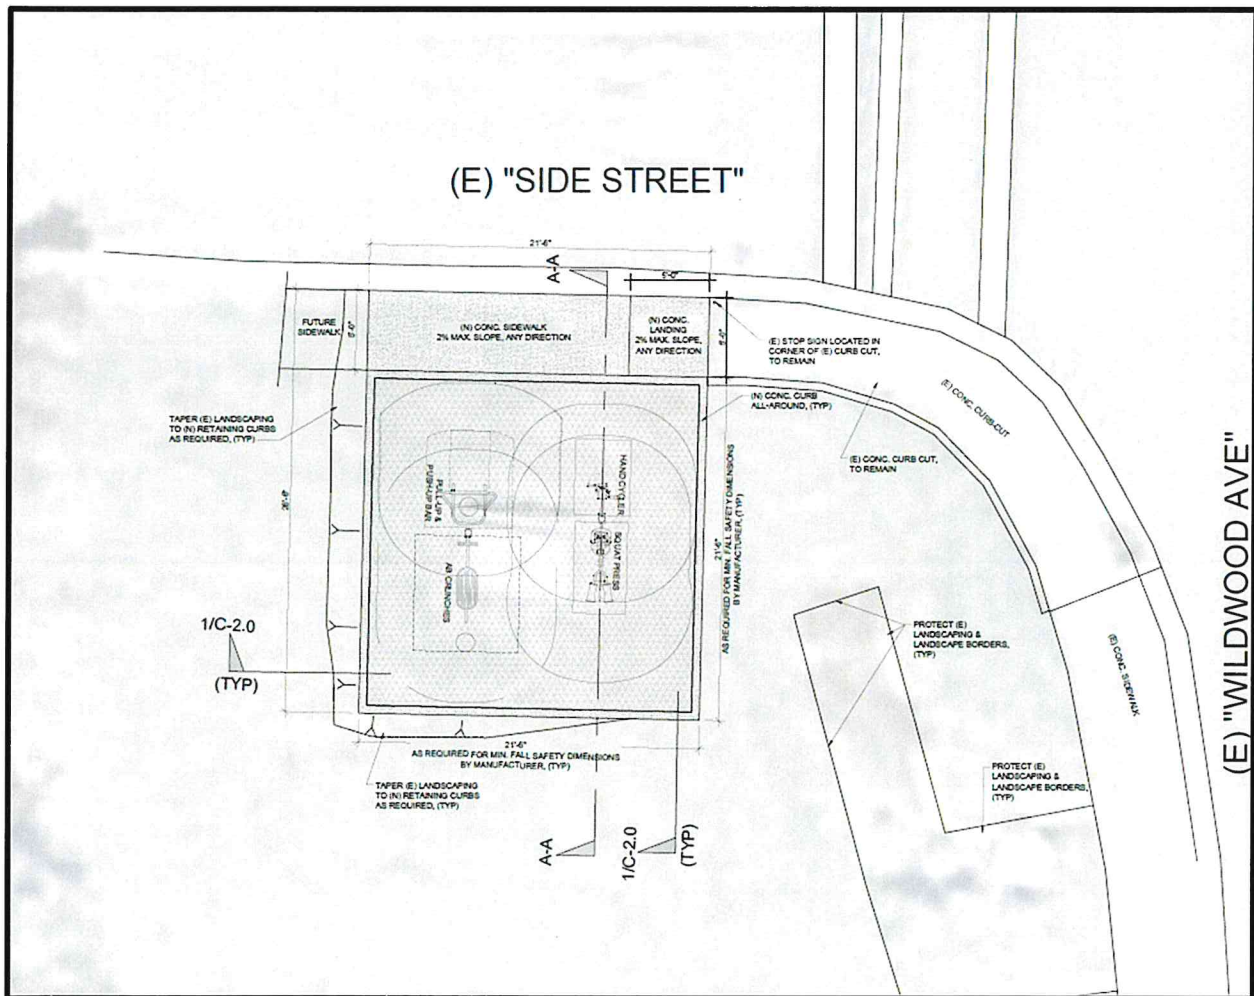 (E) "SIDE STREET"
21'-6"
A-A
5'-0"
FUTURE
SIDEWALK
(N) CONC. SIDEWALK
2% MAX. SLOPE, ANY DIRECTION
(N) CONC.
LANDING
2% MAX. SLOPE,
ANY DIRECTION
(E) STOP SIGN LOCATED IN
CORNER OF (E) CURB CUT,
TO REMAIN
(E) CONC. CURB-CUT
(N) CONC. CURB
ALL-AROUND, (TYP)
TAPER (E) LANDSCAPING
TO (N) RETAINING CURBS
AS REQUIRED, (TYP)
(E) CONC. CURB CUT,
TO REMAIN
PULL-UP &
PUSH-UP BAR
HAND CYCLER
SQUAT PRESS
AB CRUNCHES
21'-6"
AS REQUIRED FOR MIN. FALL SAFETY DIMENSIONS
BY MANUFACTURER, (TYP)
(E) "WILDWOOD AVE"
1/C-2.0
(TYP)
PROTECT (E)
LANDSCAPING &
LANDSCAPE BORDERS,
(TYP)
(E) CONC. SIDEWALK
21'-6"
AS REQUIRED FOR MIN. FALL SAFETY DIMENSIONS
BY MANUFACTURER, (TYP)
PROTECT (E)
LANDSCAPING &
LANDSCAPE BORDERS,
(TYP)
TAPER (E) LANDSCAPING
TO (N) RETAINING CURBS
AS REQUIRED, (TYP)
A-A
1/C-2.0
(TYP)